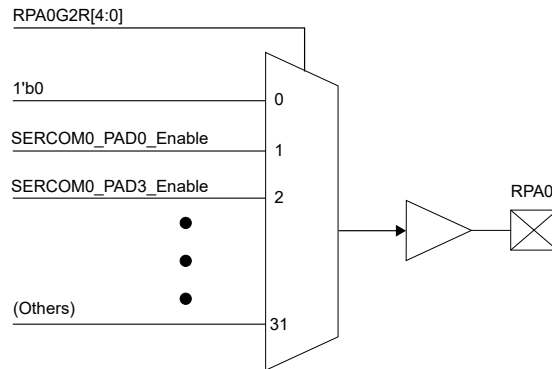 RPA0G2R[4:0]
1'b0
0
SERCOM0_PAD0_Enable
1
SERCOM0_PAD3_Enable
2
RPA0
(Others)
31